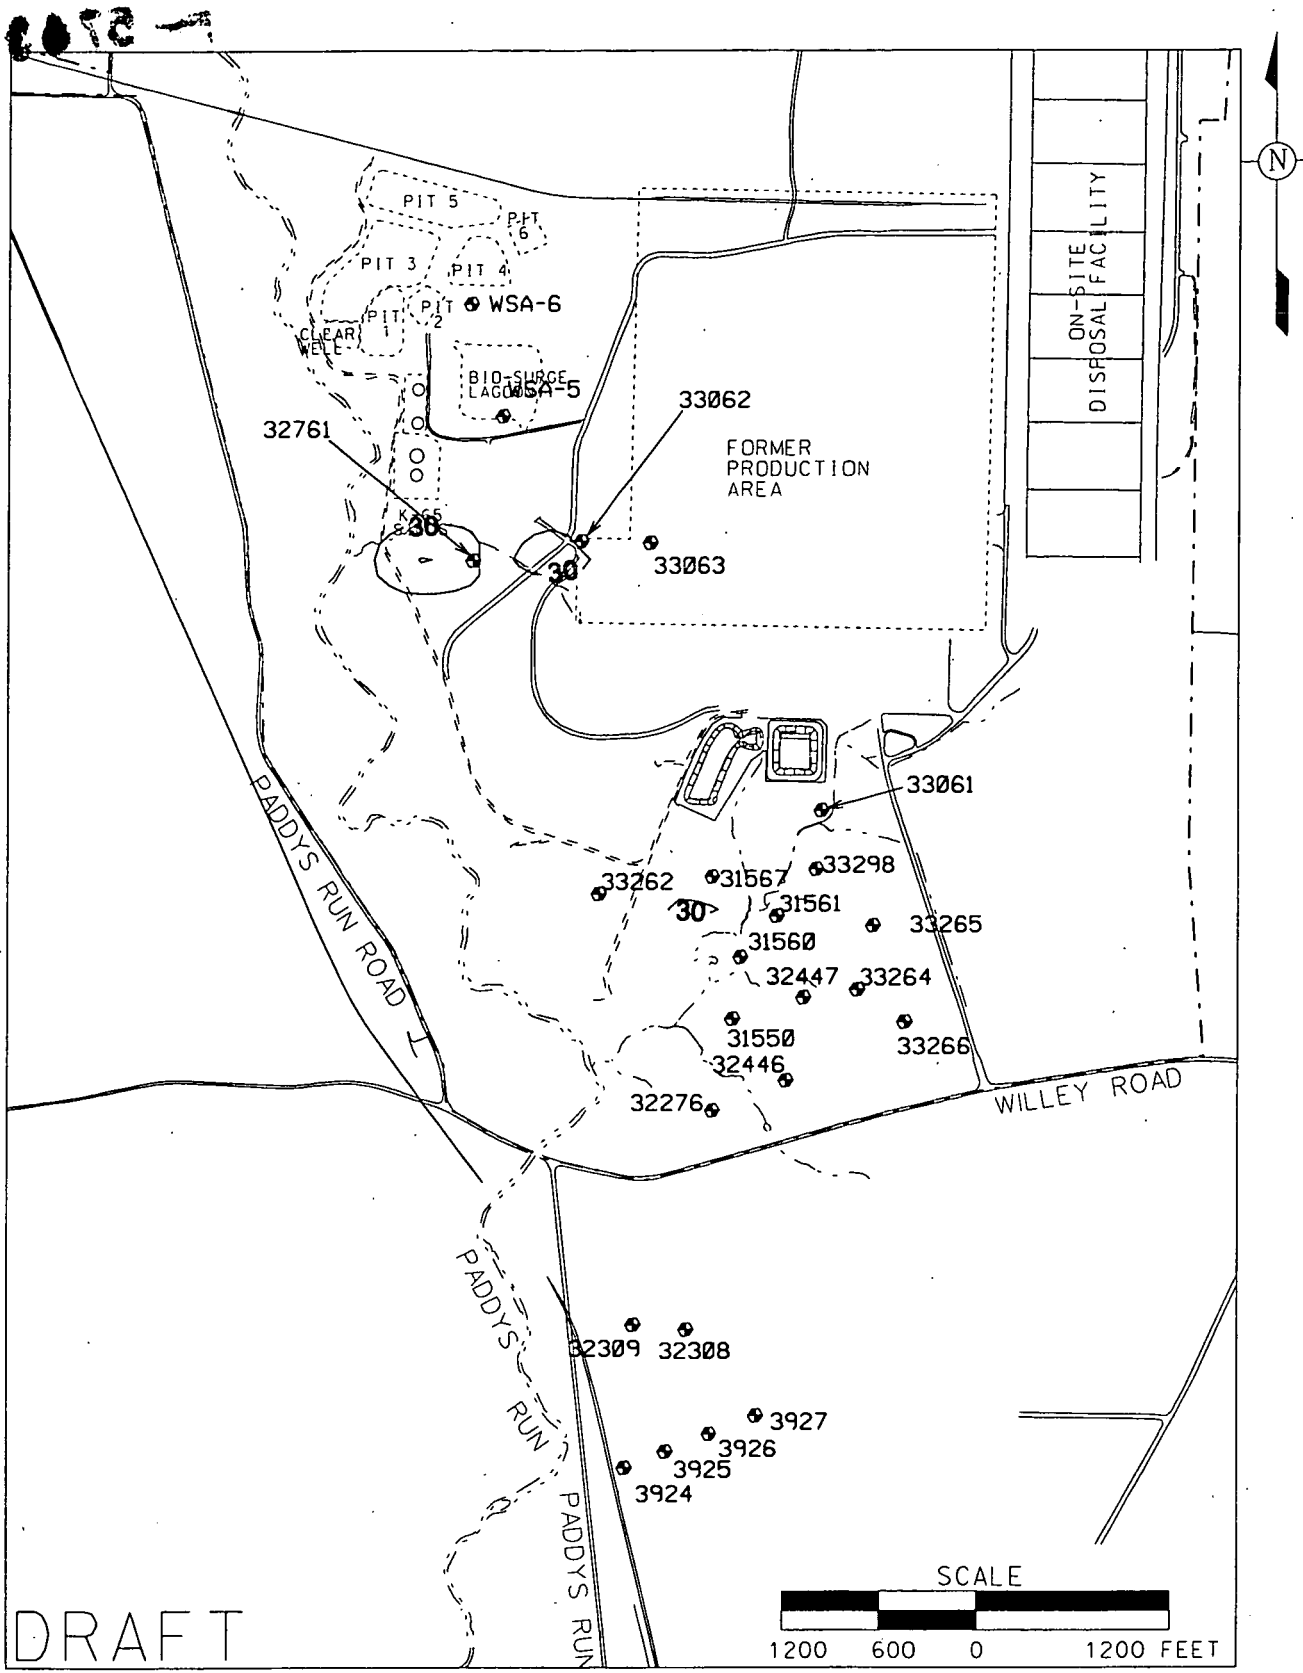 N
PIT 5
PIT
6
PIT 3
PIT 4
WSA-6
PIT
1
PIT
2
CLEAR
WELL
ON-SITE
DISPOSAL FACILITY
BIO-SURGE
LAGOON
WSA-5
33062
32761
FORMER
PRODUCTION
AREA
K-65
30
30
33063
33061
PADDYS RUN ROAD
33262
31567
33298
30
31561
33265
31560
32447
33264
31550
33266
32446
32276
WILLEY ROAD
PADDYS
RUN
32309
32308
3927
3926
3925
3924
PADDYS RUN
SCALE
1200 600 0 1200 FEET
DRAFT